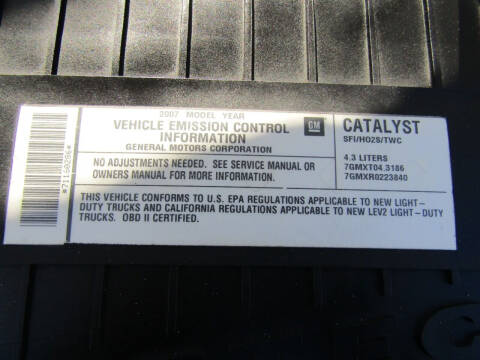 2007 MODEL YEAR
VEHICLE EMISSION CONTROL
INFORMATION
GENERAL MOTORS CORPORATION
GM
CATALYST
SFI/HO2S/TWC
NO ADJUSTMENTS NEEDED. SEE SERVICE MANUAL OR
OWNERS MANUAL FOR MORE INFORMATION.
4.3 LITERS
7GMXT04.3186
7GMXR0223840
THIS VEHICLE CONFORMS TO U.S. EPA REGULATIONS APPLICABLE TO NEW LIGHT-
DUTY TRUCKS AND CALIFORNIA REGULATIONS APPLICABLE TO NEW LEV2 LIGHT-DUTY
TRUCKS. OBD II CERTIFIED.